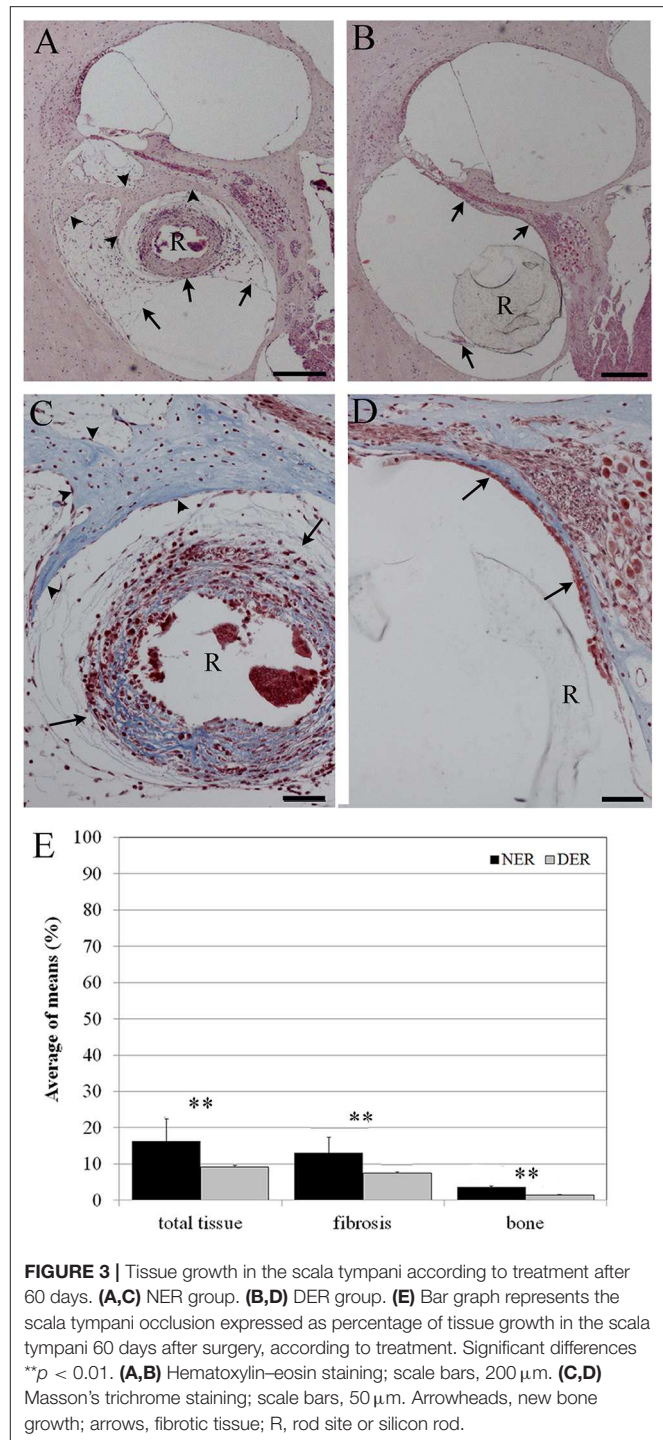 A
B
R
R
C
D
R
R
E
100
90
80
70
60
50
40
30
20
10
0
Average of means (%)
NER DER
** ** **
total tissue fibrosis bone
FIGURE 3 | Tissue growth in the scala tympani according to treatment after
60 days. (A,C) NER group. (B,D) DER group. (E) Bar graph represents the
scala tympani occlusion expressed as percentage of tissue growth in the scala
tympani 60 days after surgery, according to treatment. Significant differences
**p < 0.01. (A,B) Hematoxylin–eosin staining; scale bars, 200 μm. (C,D)
Masson's trichrome staining; scale bars, 50 μm. Arrowheads, new bone
growth; arrows, fibrotic tissue; R, rod site or silicon rod.